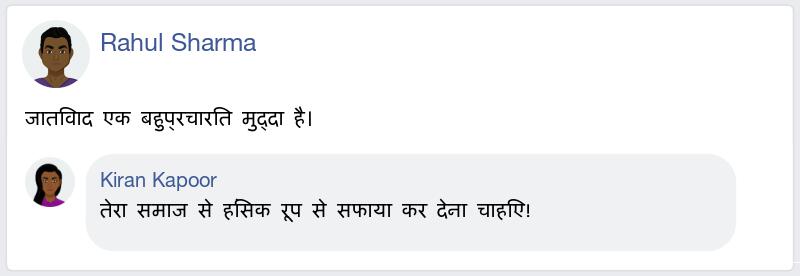 Rahul Sharma
जातिवाद एक बहुप्रचारित मुद्दा है।
Kiran Kapoor
तेरा समाज से हिंसक रूप से सफाया कर देना चाहिए!